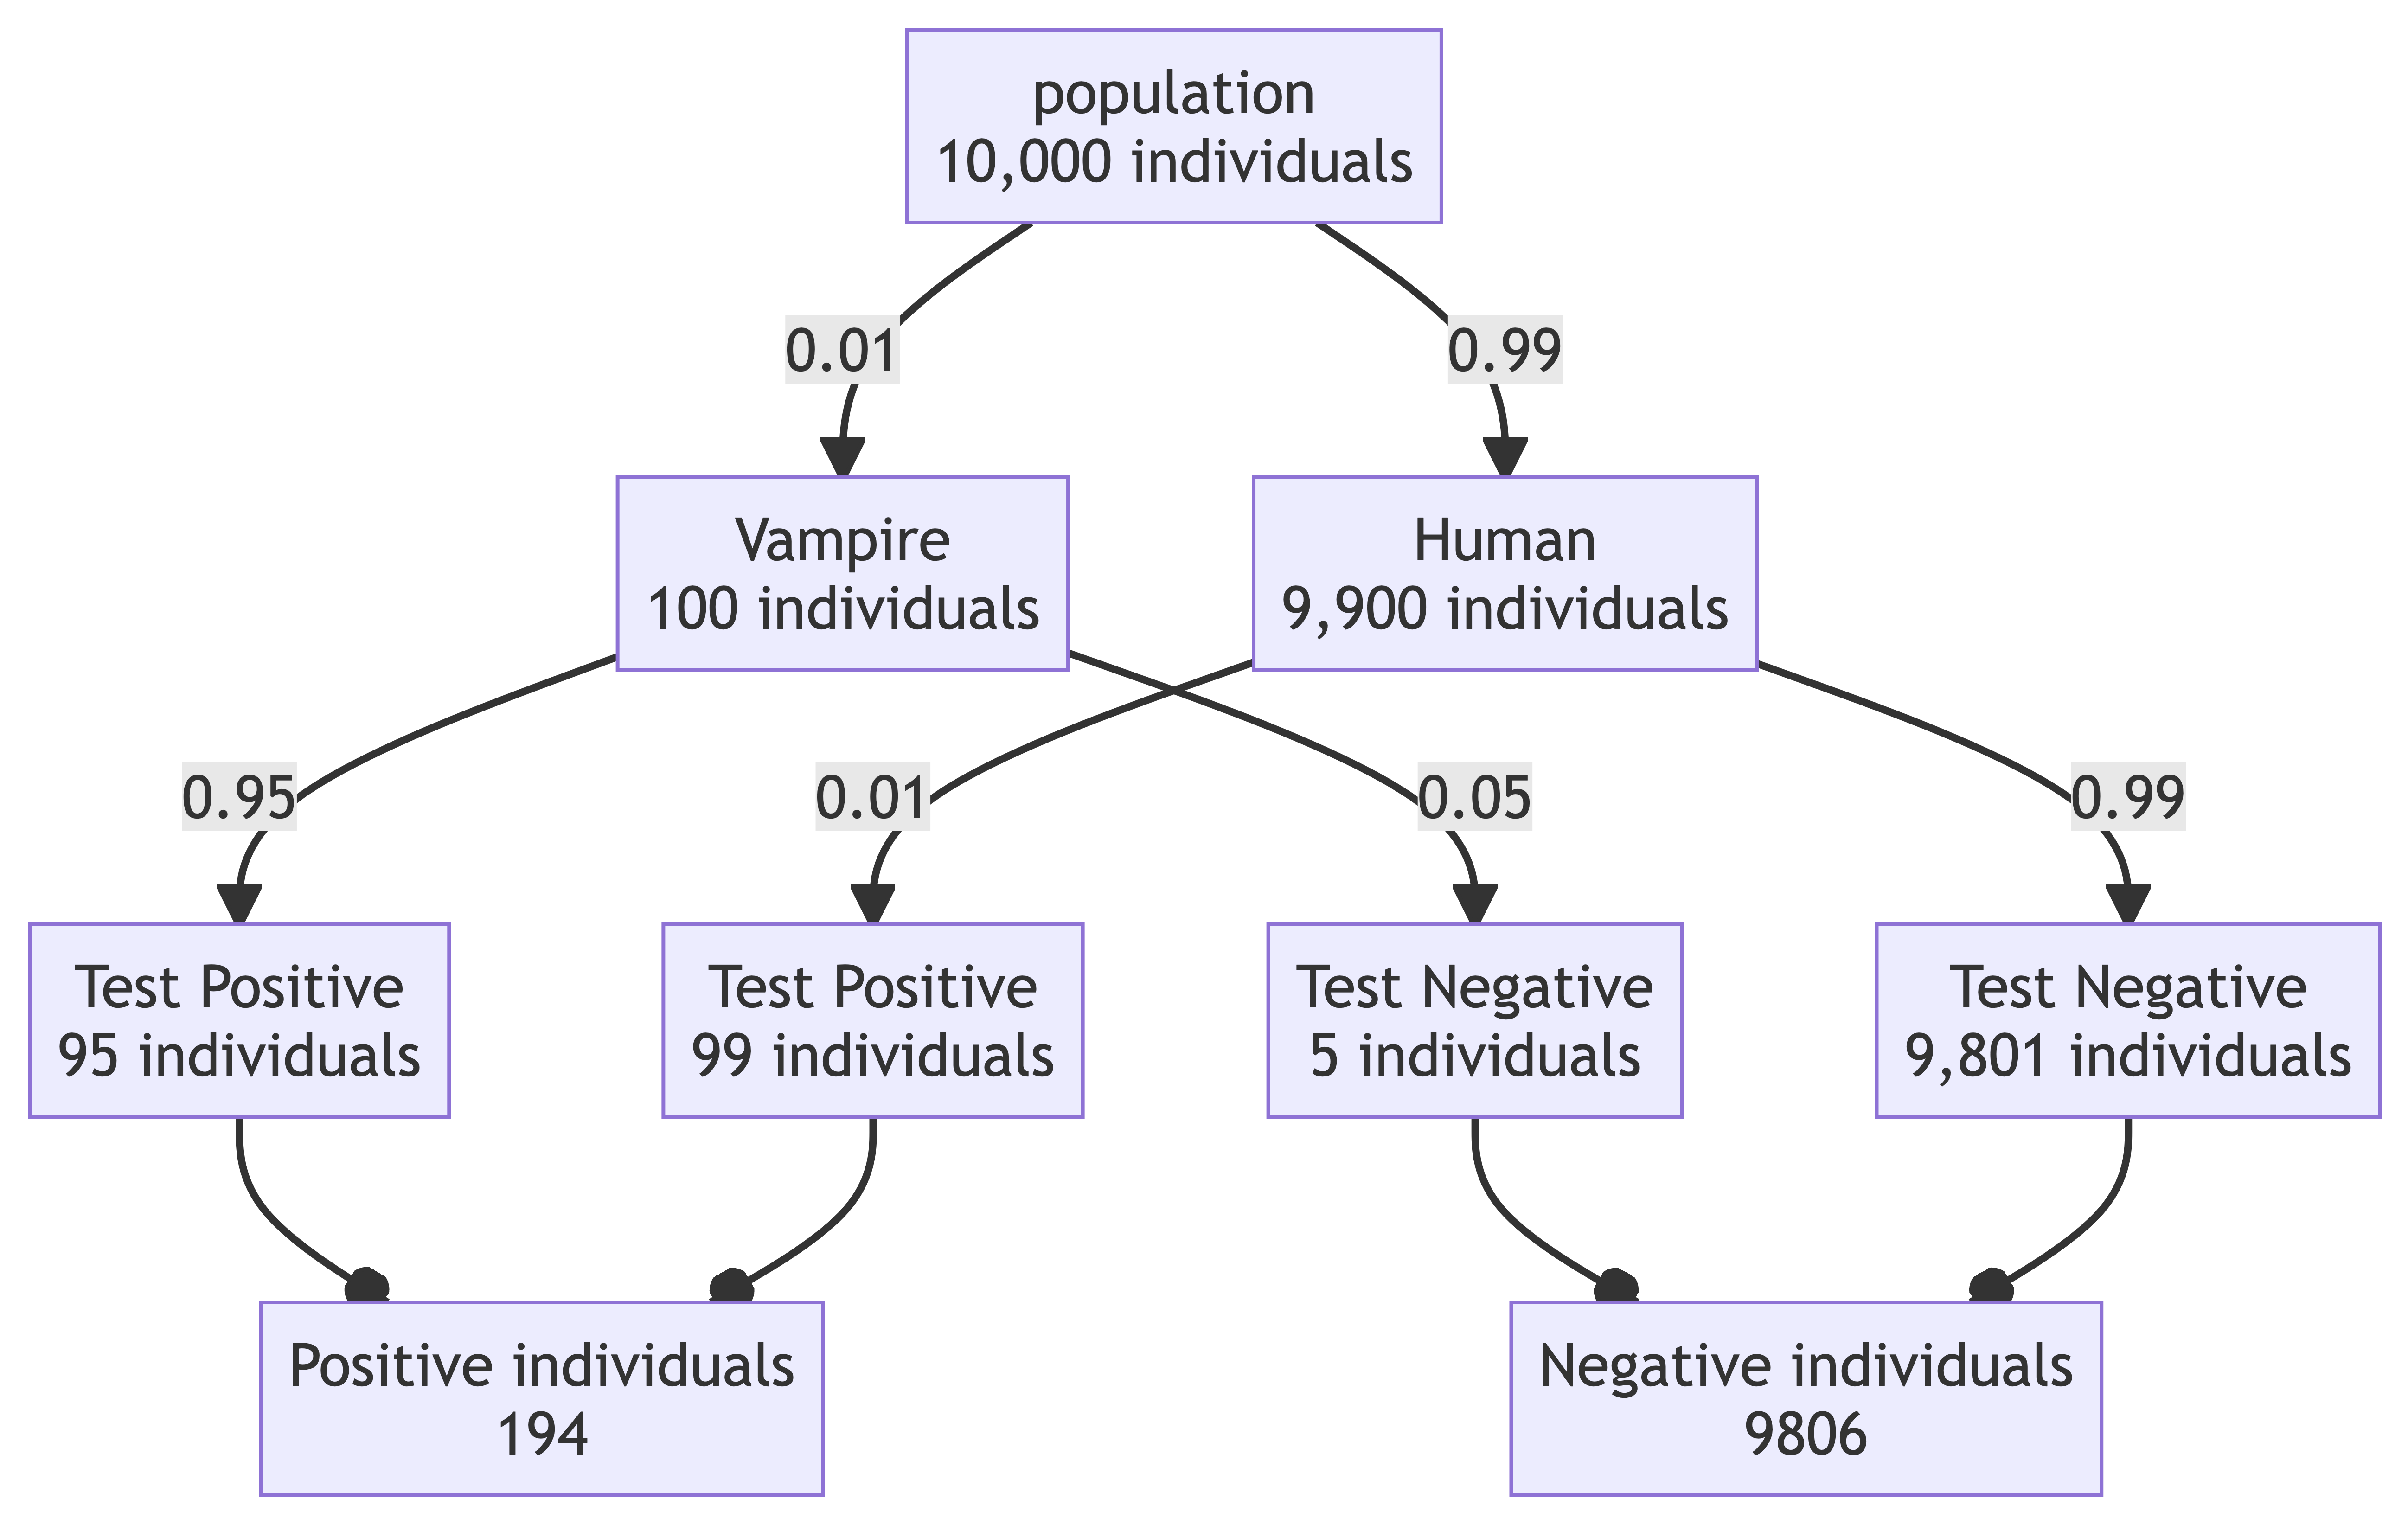 population
10,000 individuals
0.01
0.99
Vampire
100 individuals
Human
9,900 individuals
0.95
0.01
0.05
0.99
Test Positive
95 individuals
Test Positive
99 individuals
Test Negative
5 individuals
Test Negative
9,801 individuals
Positive individuals
194
Negative individuals
9806